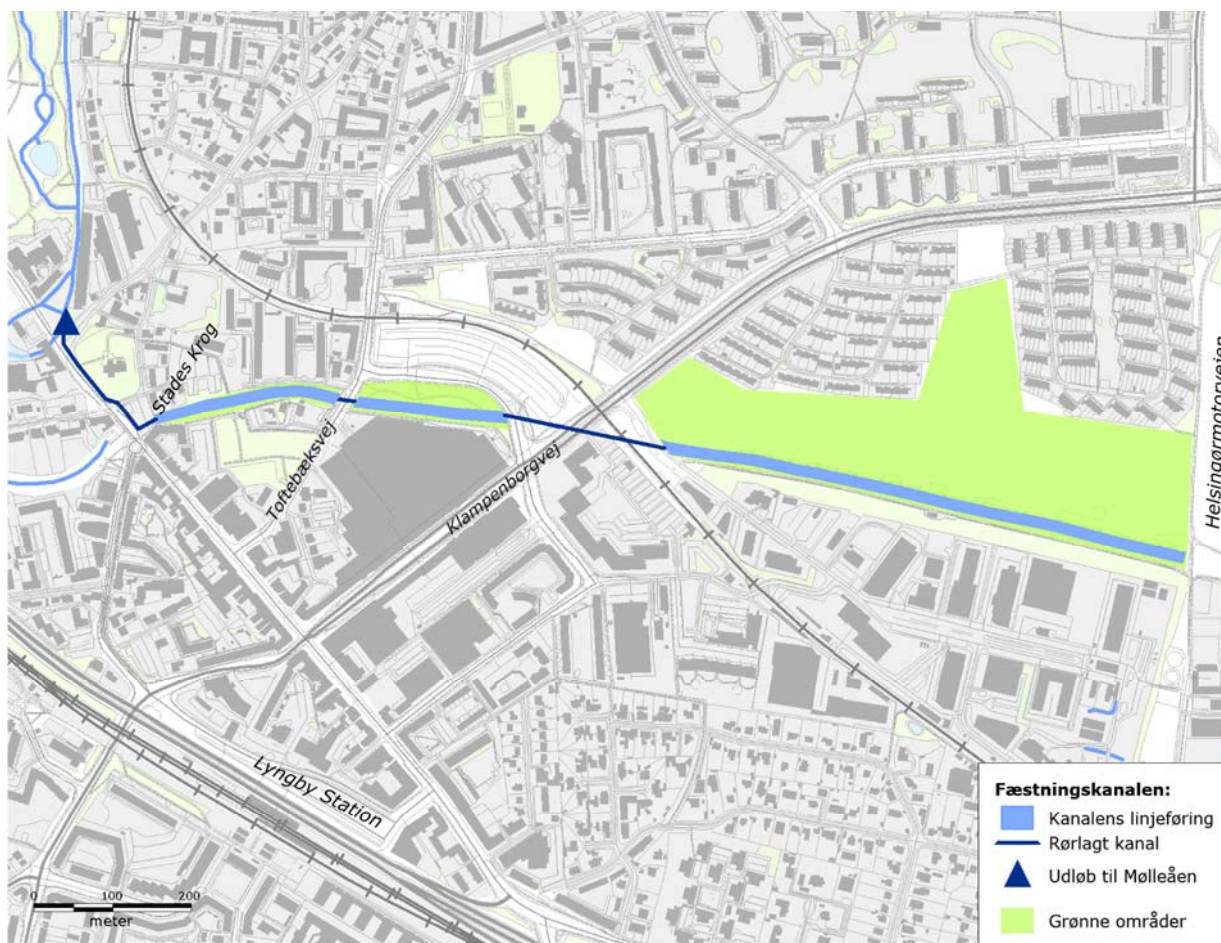 Stades Krog
Toftebæksvej
Klampenborgvej
Helsingørmotorvejen
Lyngby Station
0 100 200
meter
Fæstningskanalen:
Kanalens linjeføring
Rørlagt kanal
Udløb til Mølleåen
Grønne områder